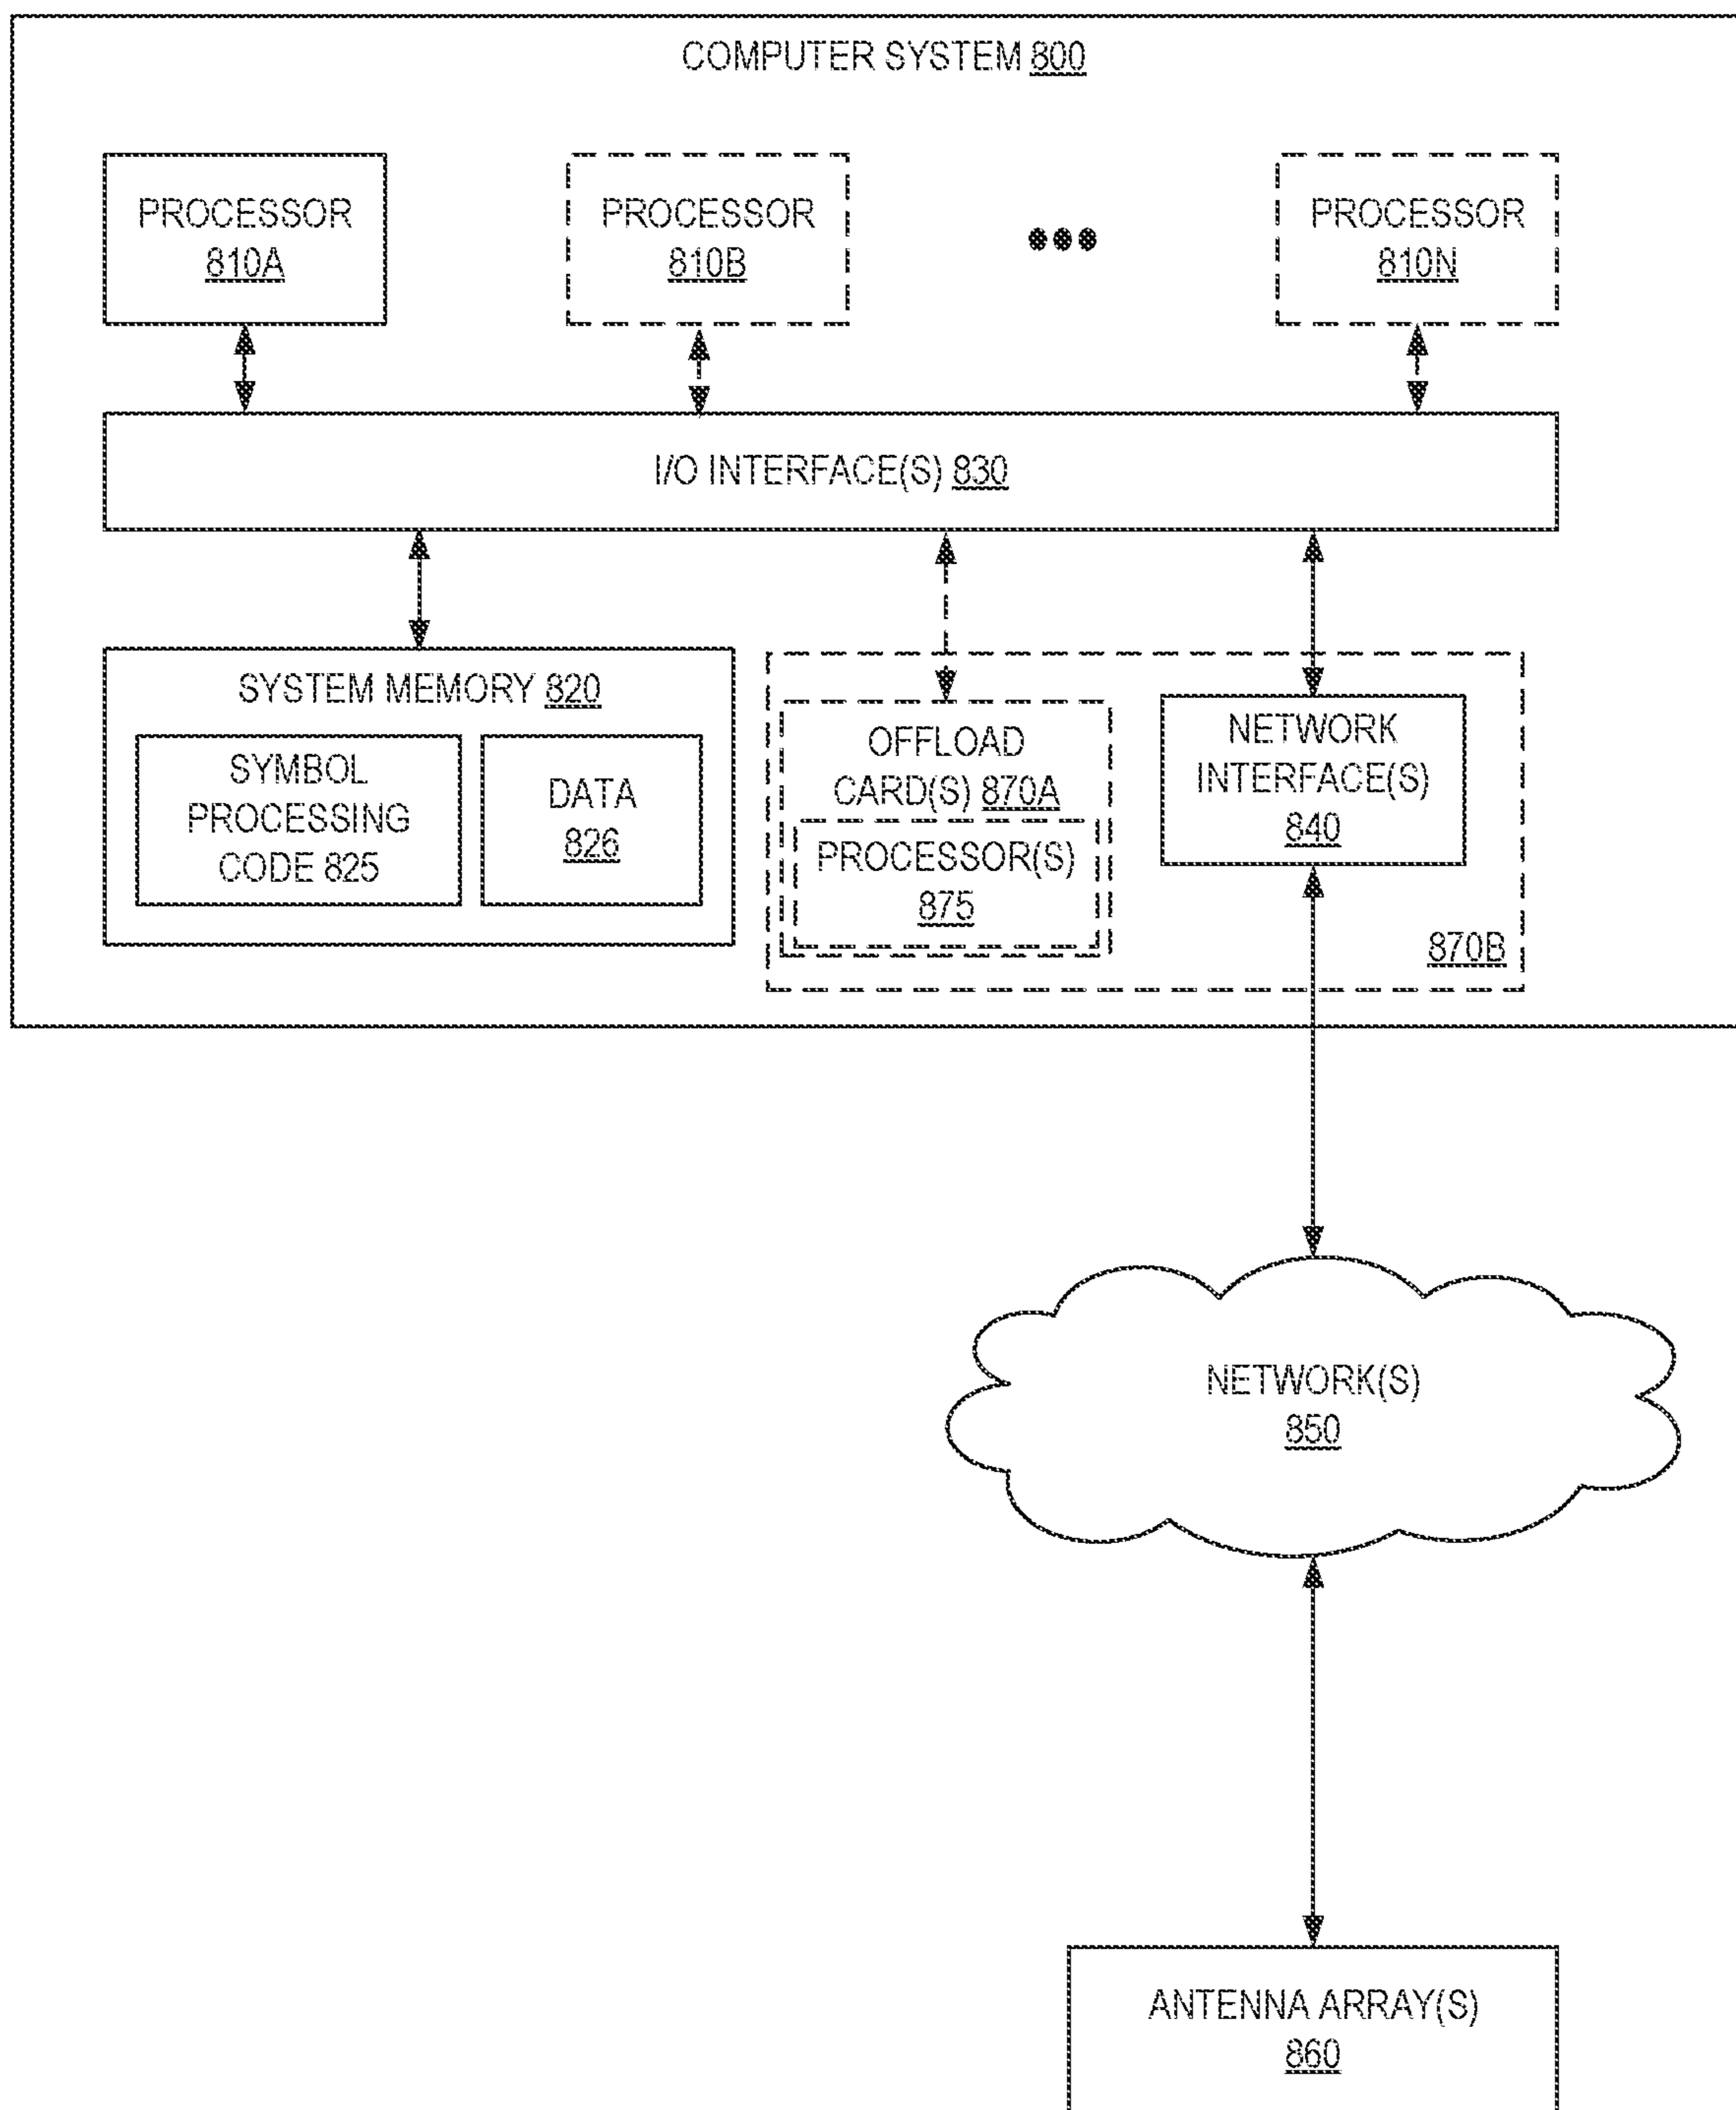 COMPUTER SYSTEM 800
PROCESSOR
810A
PROCESSOR
810B
PROCESSOR
810N
I/O INTERFACE(S) 830
SYSTEM MEMORY 820
SYMBOL
PROCESSING
CODE 825
DATA
826
OFFLOAD
CARD(S) 870A
PROCESSOR(S)
875
NETWORK
INTERFACE(S)
840
870B
NETWORK(S)
850
ANTENNA ARRAY(S)
860